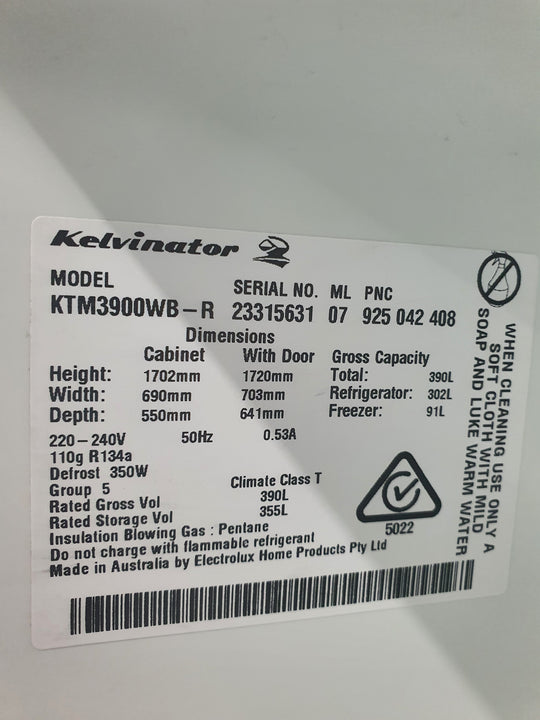 Kelvinator
MODEL SERIAL NO. ML PNC
KTM3900WB-R 23315631 07 925 042 408
Dimensions
Cabinet With Door Gross Capacity
Height: 1702mm 1720mm Total: 390L
Width: 690mm 703mm Refrigerator: 302L
Depth: 550mm 641mm Freezer: 91L
220-240V 50Hz 0.53A
110g R134a
Defrost 350W
Group 5 Climate Class T
Rated Gross Vol 390L
Rated Storage Vol 355L
Insulation Blowing Gas : Pentane
Do not charge with flammable refrigerant
Made in Australia by Electrolux Home Products Pty Ltd
5022
WHEN CLEANING USE ONLY A
SOFT CLOTH WITH MILD
SOAP AND LUKE WARM WATER